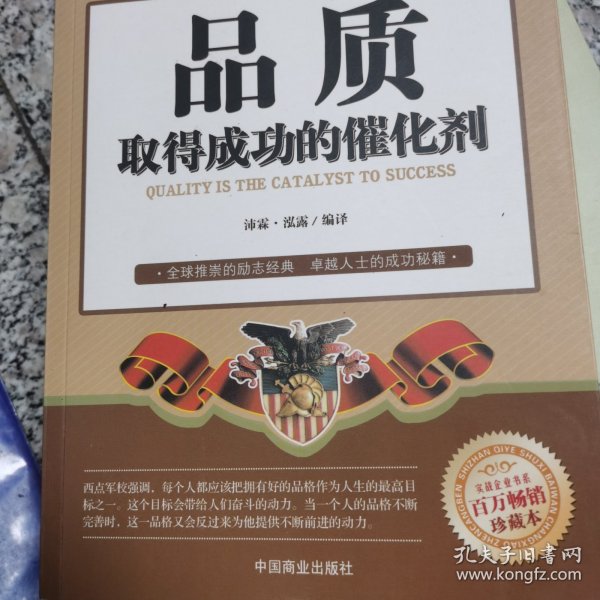 品质
取得成功的催化剂
QUALITY IS THE CATALYST TO SUCCESS
沛霖·泓露/编译
·全球推崇的励志经典 卓越人士的成功秘籍·
西点军校强调，每个人都应该把拥有好的品格作为人生的最高目
标之一。这个目标会带给人们奋斗的动力。当一个人的品格不断
完善时，这一品格又会反过来为他提供不断前进的动力。
SHIZHAN QIYE SHUXI
BAIWAN CHANGXIAO
ZHENCANGBEN
实战企业书系
百万畅销
珍藏本
中国商业出版社
孔夫子旧书网
www.kongfz.com